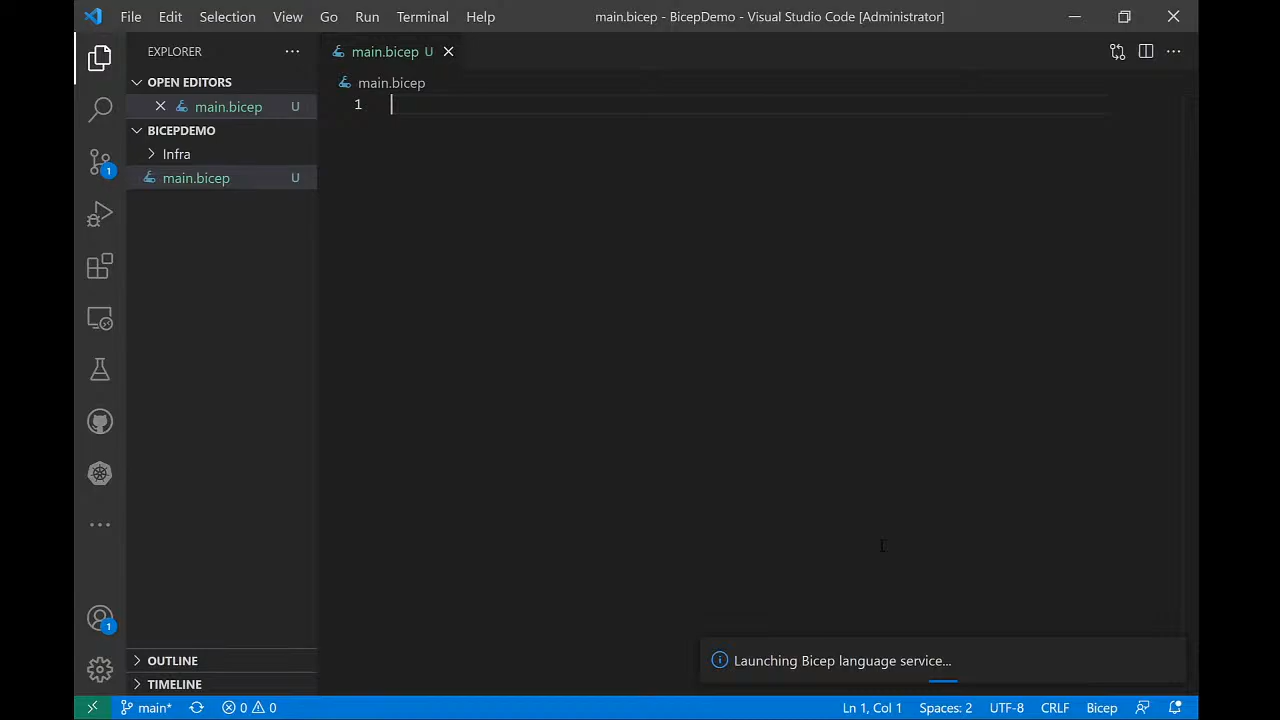 File Edit Selection View Go Run Terminal Help main.bicep - BicepDemo - Visual Studio Code [Administrator]
EXPLORER
OPEN EDITORS
main.bicep U
BICEPDEMO
Infra
main.bicep U
OUTLINE
TIMELINE
main.bicep U
main.bicep
1
1
1
Launching Bicep language service...
main* 0 0 Ln 1, Col 1 Spaces: 2 UTF-8 CRLF Bicep